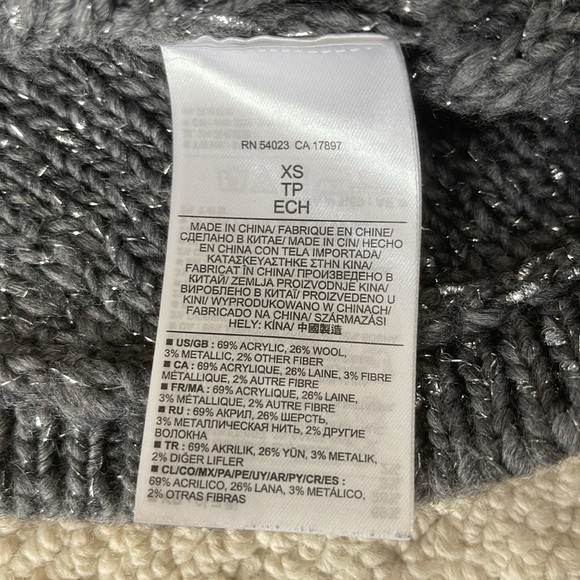 RN 54023 CA 17897
XS
TP
ECH
MADE IN CHINA/ FABRIQUE EN CHINE/
СДЕЛАНО В КИТАЕ/ MADE IN CIN/ HECHO
EN CHINA CON TELA IMPORTADA/
ΚΑΤΑΣΚΕΥΑΣΤΗΚΕ ΣΤΗΝ ΚΙΝΑ/
FABRICAT ÎN CHINA/ ПРОИЗВЕДЕНО В
КИТАЙ/ ZEMLJA PROIZVODNJE KINA/
ВИРОБЛЕНО В КИТАЇ/ PROIZVEDENO U
KINI/ WYPRODUKOWANO W CHINACH/
FABRICADO NA CHINA/ SZÁRMAZÁSI
HELY: KÍNA/ 中國製造
■ US/GB : 69% ACRYLIC, 26% WOOL,
3% METALLIC, 2% OTHER FIBER
■ CA : 69% ACRYLIQUE, 26% LAINE, 3% FIBRE
MÉTALLIQUE, 2% AUTRE FIBRE
■ FR/MA : 69% ACRYLIQUE, 26% LAINE,
3% MÉTALLIQUE, 2% AUTRE FIBRE
■ RU : 69% АКРИЛ, 26% ШЕРСТЬ,
3% МЕТАЛЛИЧЕСКАЯ НИТЬ, 2% ДРУГИЕ
ВОЛОКНА
■ TR : 69% AKRILIK, 26% YÜN, 3% METALIK,
2% DIĞER LIFLER
■ CL/CO/MX/PA/PE/UY/AR/PY/CR/ES :
69% ACRILICO, 26% LANA, 3% METÁLICO,
2% OTRAS FIBRAS